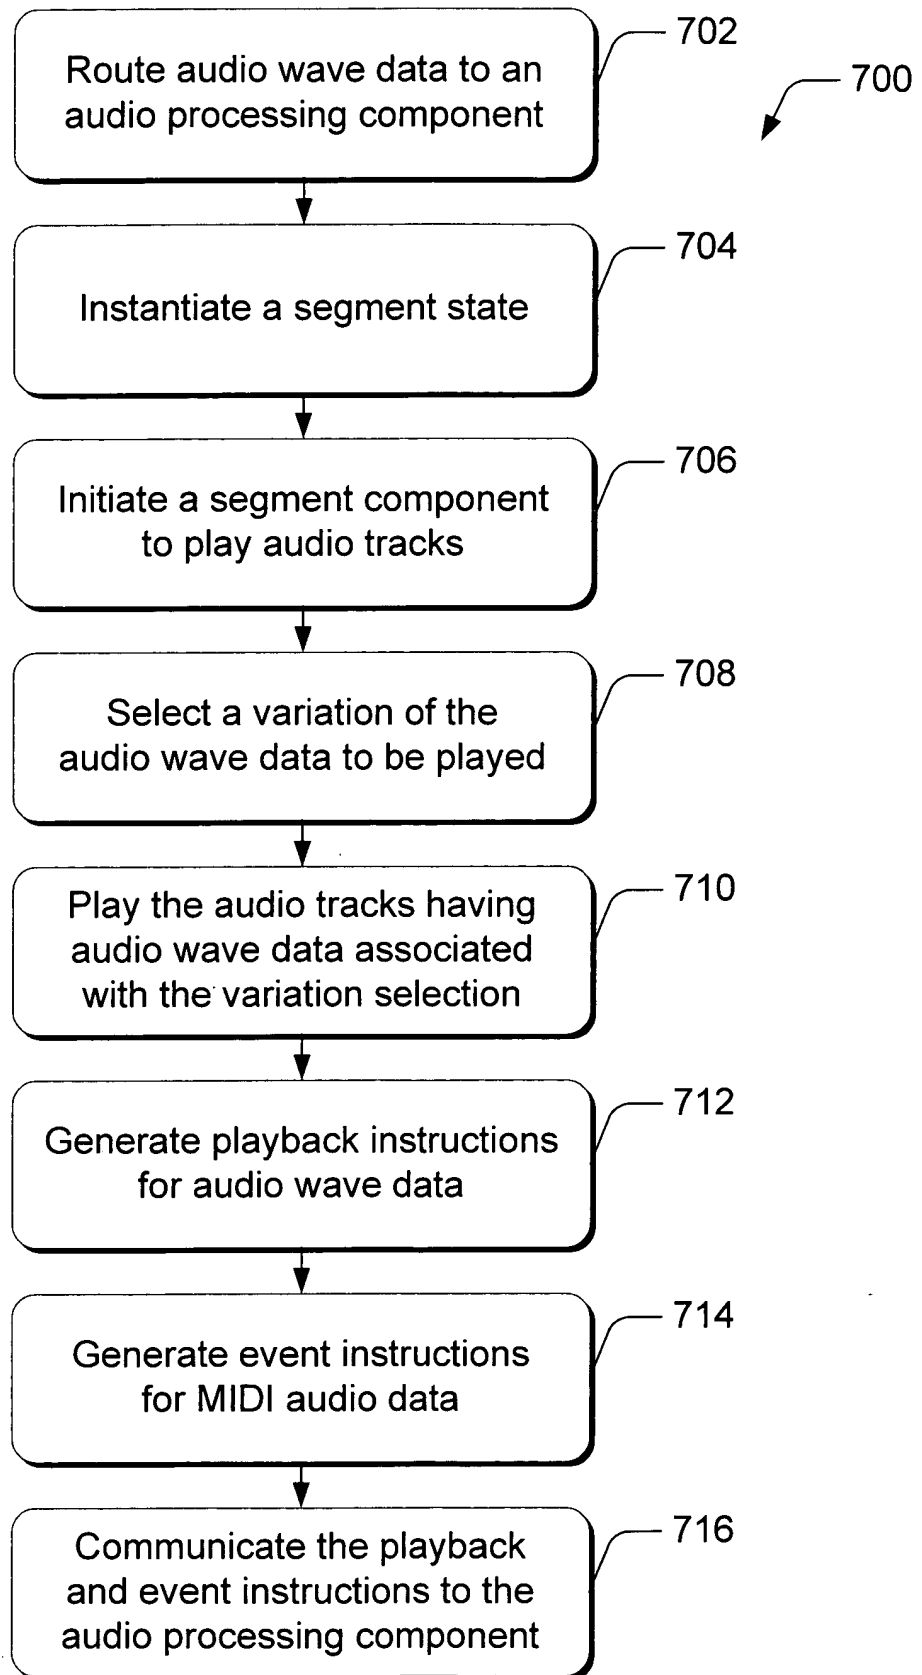 Route audio wave data to an
audio processing component
702
700
Instantiate a segment state
704
Initiate a segment component
to play audio tracks
706
Select a variation of the
audio wave data to be played
708
Play the audio tracks having
audio wave data associated
with the variation selection
710
Generate playback instructions
for audio wave data
712
Generate event instructions
for MIDI audio data
714
Communicate the playback
and event instructions to the
audio processing component
716